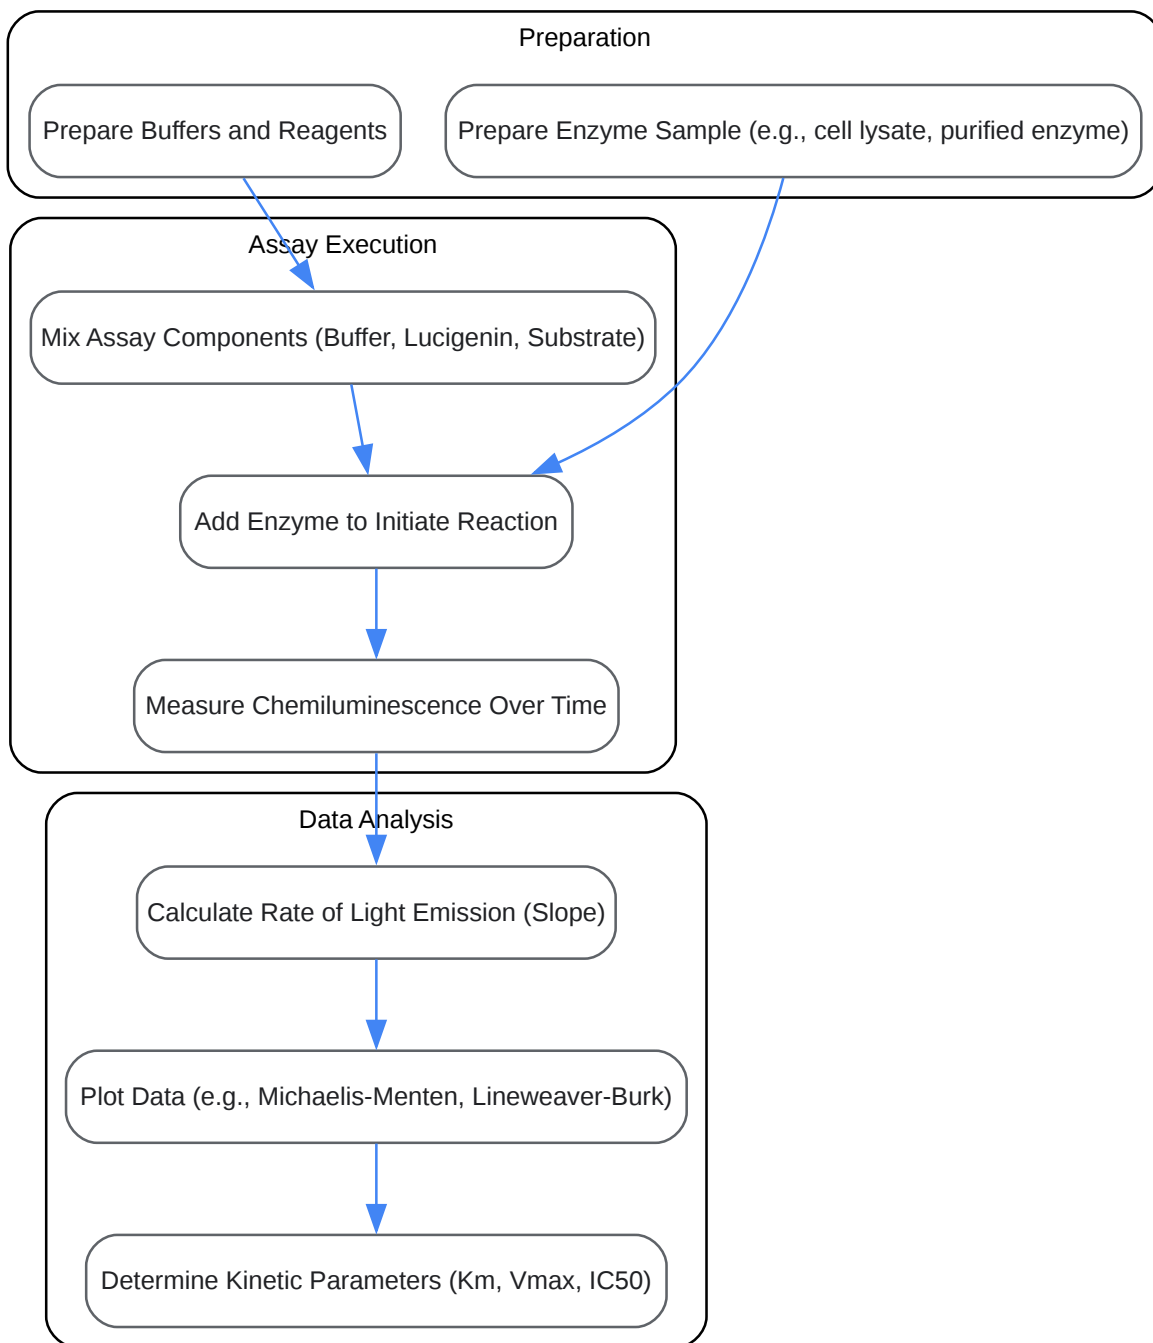 Preparation
Prepare Buffers and Reagents
Prepare Enzyme Sample (e.g., cell lysate, purified enzyme)
Assay Execution
Mix Assay Components (Buffer, Lucigenin, Substrate)
Add Enzyme to Initiate Reaction
Measure Chemiluminescence Over Time
Data Analysis
Calculate Rate of Light Emission (Slope)
Plot Data (e.g., Michaelis-Menten, Lineweaver-Burk)
Determine Kinetic Parameters (Km, Vmax, IC50)